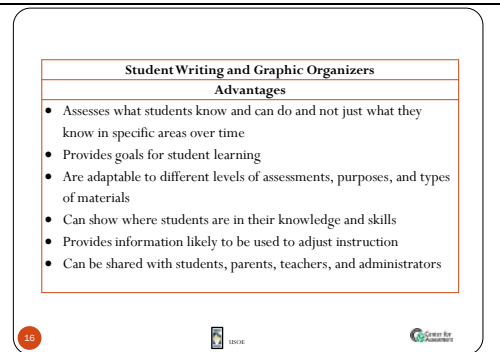 Student Writing and Graphic Organizers
Advantages
• Assesses what students know and can do and not just what they
know in specific areas over time
• Provides goals for student learning
• Are adaptable to different levels of assessments, purposes, and types
of materials
• Can show where students are in their knowledge and skills
• Provides information likely to be used to adjust instruction
• Can be shared with students, parents, teachers, and administrators
16
USOE
Center for
Assessment